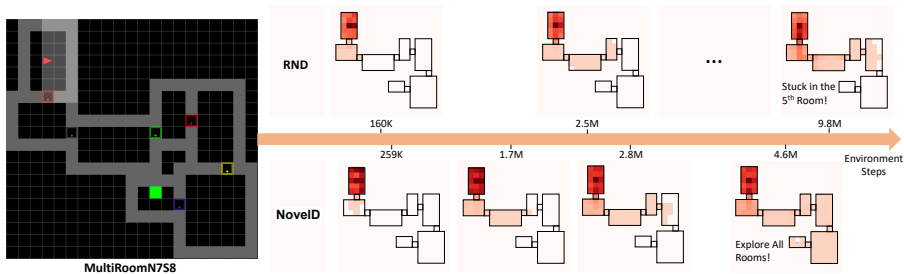 RND
...
Stuck in the
5th Room!
160K
2.5M
9.8M
259K
1.7M
2.8M
4.6M
Environment
Steps
NovelD
Explore All
Rooms!
MultiRoomN7S8